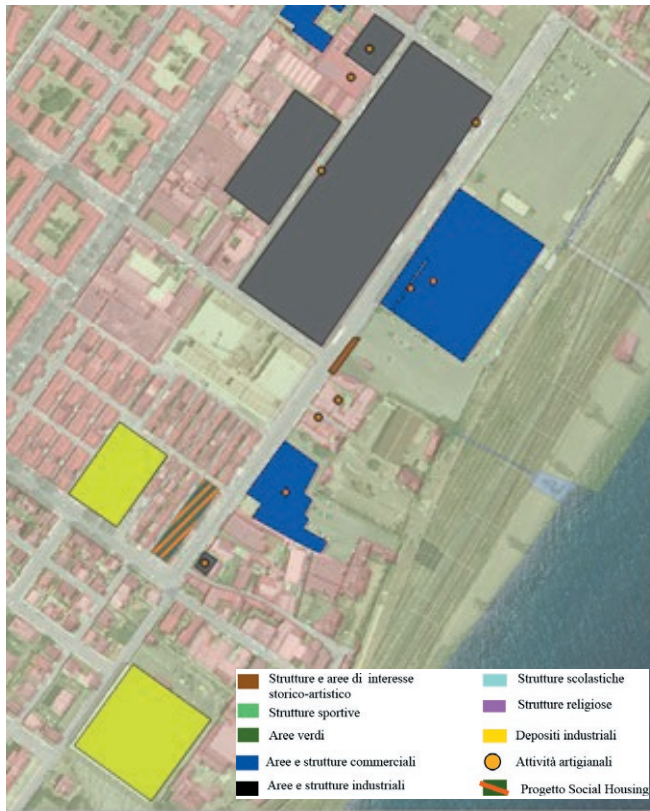 Strutture e aree di interesse
storico-artistico
Strutture sportive
Aree verdi
Aree e strutture commerciali
Aree e strutture industriali
Strutture scolastiche
Strutture religiose
Depositi industriali
Attività artigianali
Progetto Social Housing